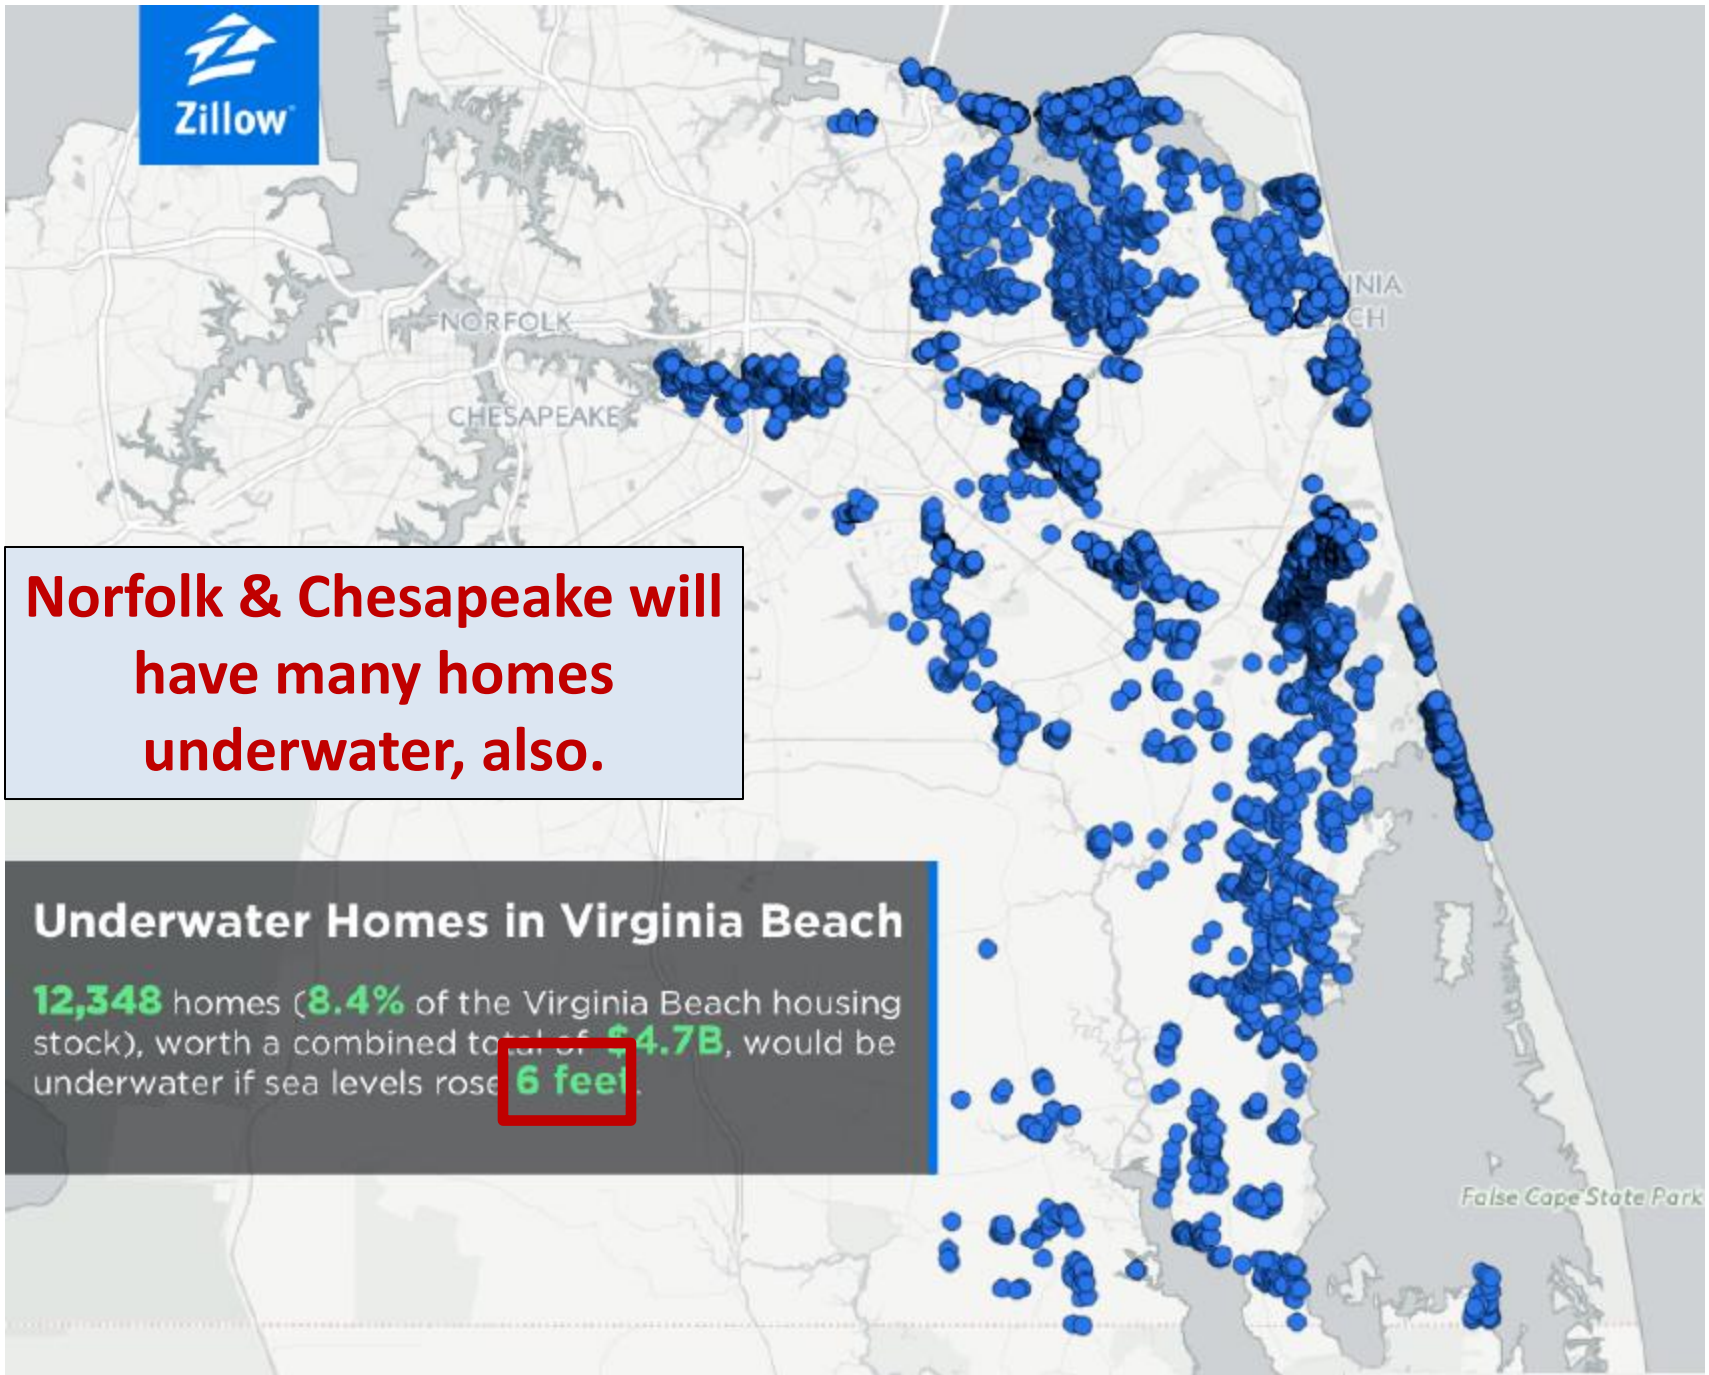 Zillow
NORFOLK
INIA
CH
CHESAPEAKE
Norfolk & Chesapeake will
have many homes
underwater, also.
Underwater Homes in Virginia Beach
12,348 homes (8.4% of the Virginia Beach housing
stock), worth a combined total of $4.7B, would be
underwater if sea levels rose 6 feet.
False Cape State Park